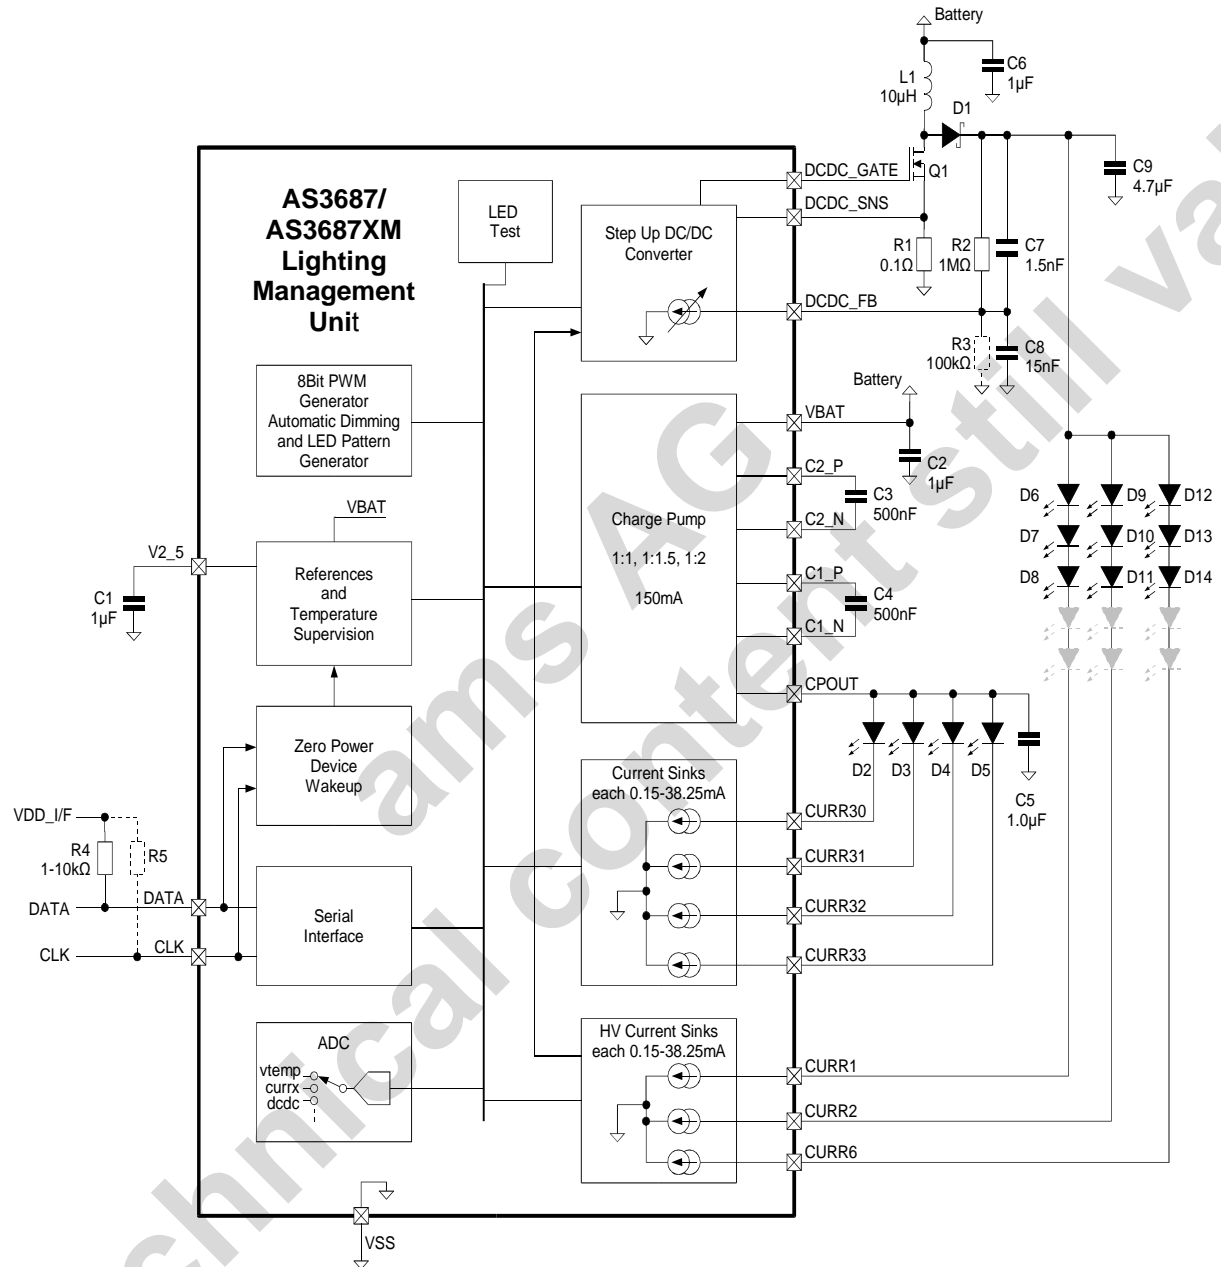 Battery
C6
1µF
L1
10µH
D1
Q1
C9
4.7µF
DCDC_GATE
DCDC_SNS
R1
0.1Ω
R2
1MΩ
C7
1.5nF
DCDC_FB
R3
100kΩ
C8
15nF
AS3687/
AS3687XM
Lighting
Management
Unit
LED
Test
Step Up DC/DC
Converter
8Bit PWM
Generator
Automatic Dimming
and LED Pattern
Generator
Battery
VBAT
C2
1µF
C2_P
C3
500nF
C2_N
Charge Pump
1:1, 1:1.5, 1:2
150mA
C1_P
C4
500nF
C1_N
CPOUT
D6
D9
D12
D7
D10
D13
D8
D11
D14
VBAT
V2_5
C1
1µF
References
and
Temperature
Supervision
Zero Power
Device
Wakeup
D2
D3
D4
D5
C5
1.0µF
Current Sinks
each 0.15-38.25mA
CURR30
CURR31
CURR32
CURR33
VDD_I/F
R4
1-10kΩ
R5
DATA
DATA
CLK
CLK
Serial
Interface
ADC
vtemp
currx
dcdc
HV Current Sinks
each 0.15-38.25mA
CURR1
CURR2
CURR6
VSS
ams AG
chnical content still va